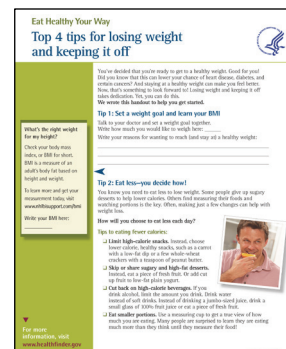 Eat Healthy Your Way
Top 4 tips for losing weight
and keeping it off
You've decided that you're ready to get to a healthy weight. Good for you!
Did you know that this can lower your chance of heart disease, diabetes, and
certain cancers? And staying at a healthy weight can make you feel better.
Now, that's something to look forward to! Losing weight and keeping it off
takes dedication. Yet, you can do this.
We wrote this handout to help you get started.
Tip 1: Set a weight goal and learn your BMI
Talk to your doctor and set a weight goal together.
Write how much you would like to weigh here:
Write your reasons for wanting to reach (and stay at) a healthy weight:
What's the right weight
for my height?
Check your body mass
index, or BMI for short.
BMI is a measure of an
adult's body fat based on
height and weight.
To learn more and get your
measurement today, visit
www.nhlbisupport.com/bmi
Write your BMI here:
Tip 2: Eat less—you decide how!
You know you need to eat less to lose weight. Some people give up sugary
desserts to help lower calories. Others find measuring their foods and
watching portions is the key. Often, making just a few changes can help with
weight loss.
How will you choose to eat less each day?
Tips to eating fewer calories:
Limit high-calorie snacks. Instead, choose
lower calorie, healthy snacks, such as a carrot
with a low-fat dip or a few whole-wheat
crackers with a teaspoon of peanut butter.
Skip or share sugary and high-fat desserts.
Instead, eat a piece of fresh fruit. Or add cut
up fruit to low-fat plain yogurt.
Cut back on high-calorie beverages. If you
drink alcohol, limit the amount you drink. Drink water
instead of soft drinks. Instead of drinking a jumbo-sized juice, drink a
small glass of 100% fruit juice or eat a piece of fresh fruit.
Eat smaller portions. Use a measuring cup to get a true view of how
much you are eating. Many people are surprised to learn they are eating
much more than they think until they measure their food!
For more
information, visit
www.healthfinder.gov